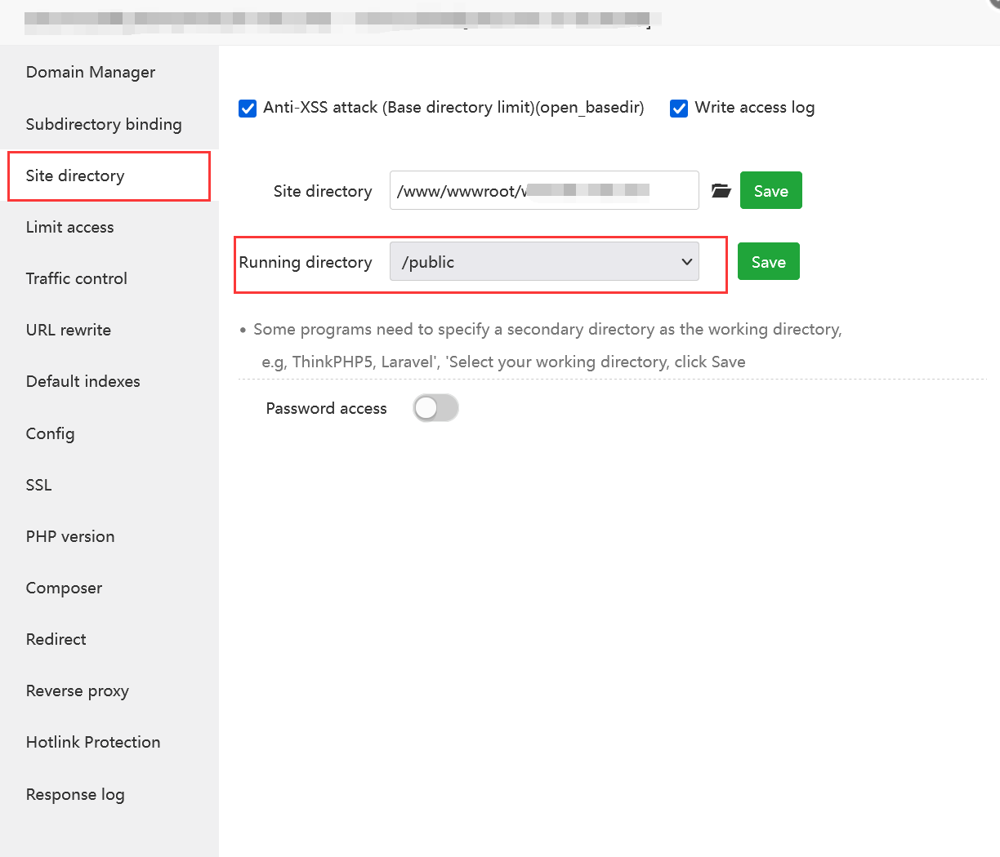 Domain Manager
Subdirectory binding
Site directory
Limit access
Traffic control
URL rewrite
Default indexes
Config
SSL
PHP version
Composer
Redirect
Reverse proxy
Hotlink Protection
Response log
Anti-XSS attack (Base directory limit)(open_basedir) Write access log
Site directory /www/wwwroot/ Save
Running directory /public Save
• Some programs need to specify a secondary directory as the working directory,
e.g, ThinkPHP5, Laravel', 'Select your working directory, click Save
Password access